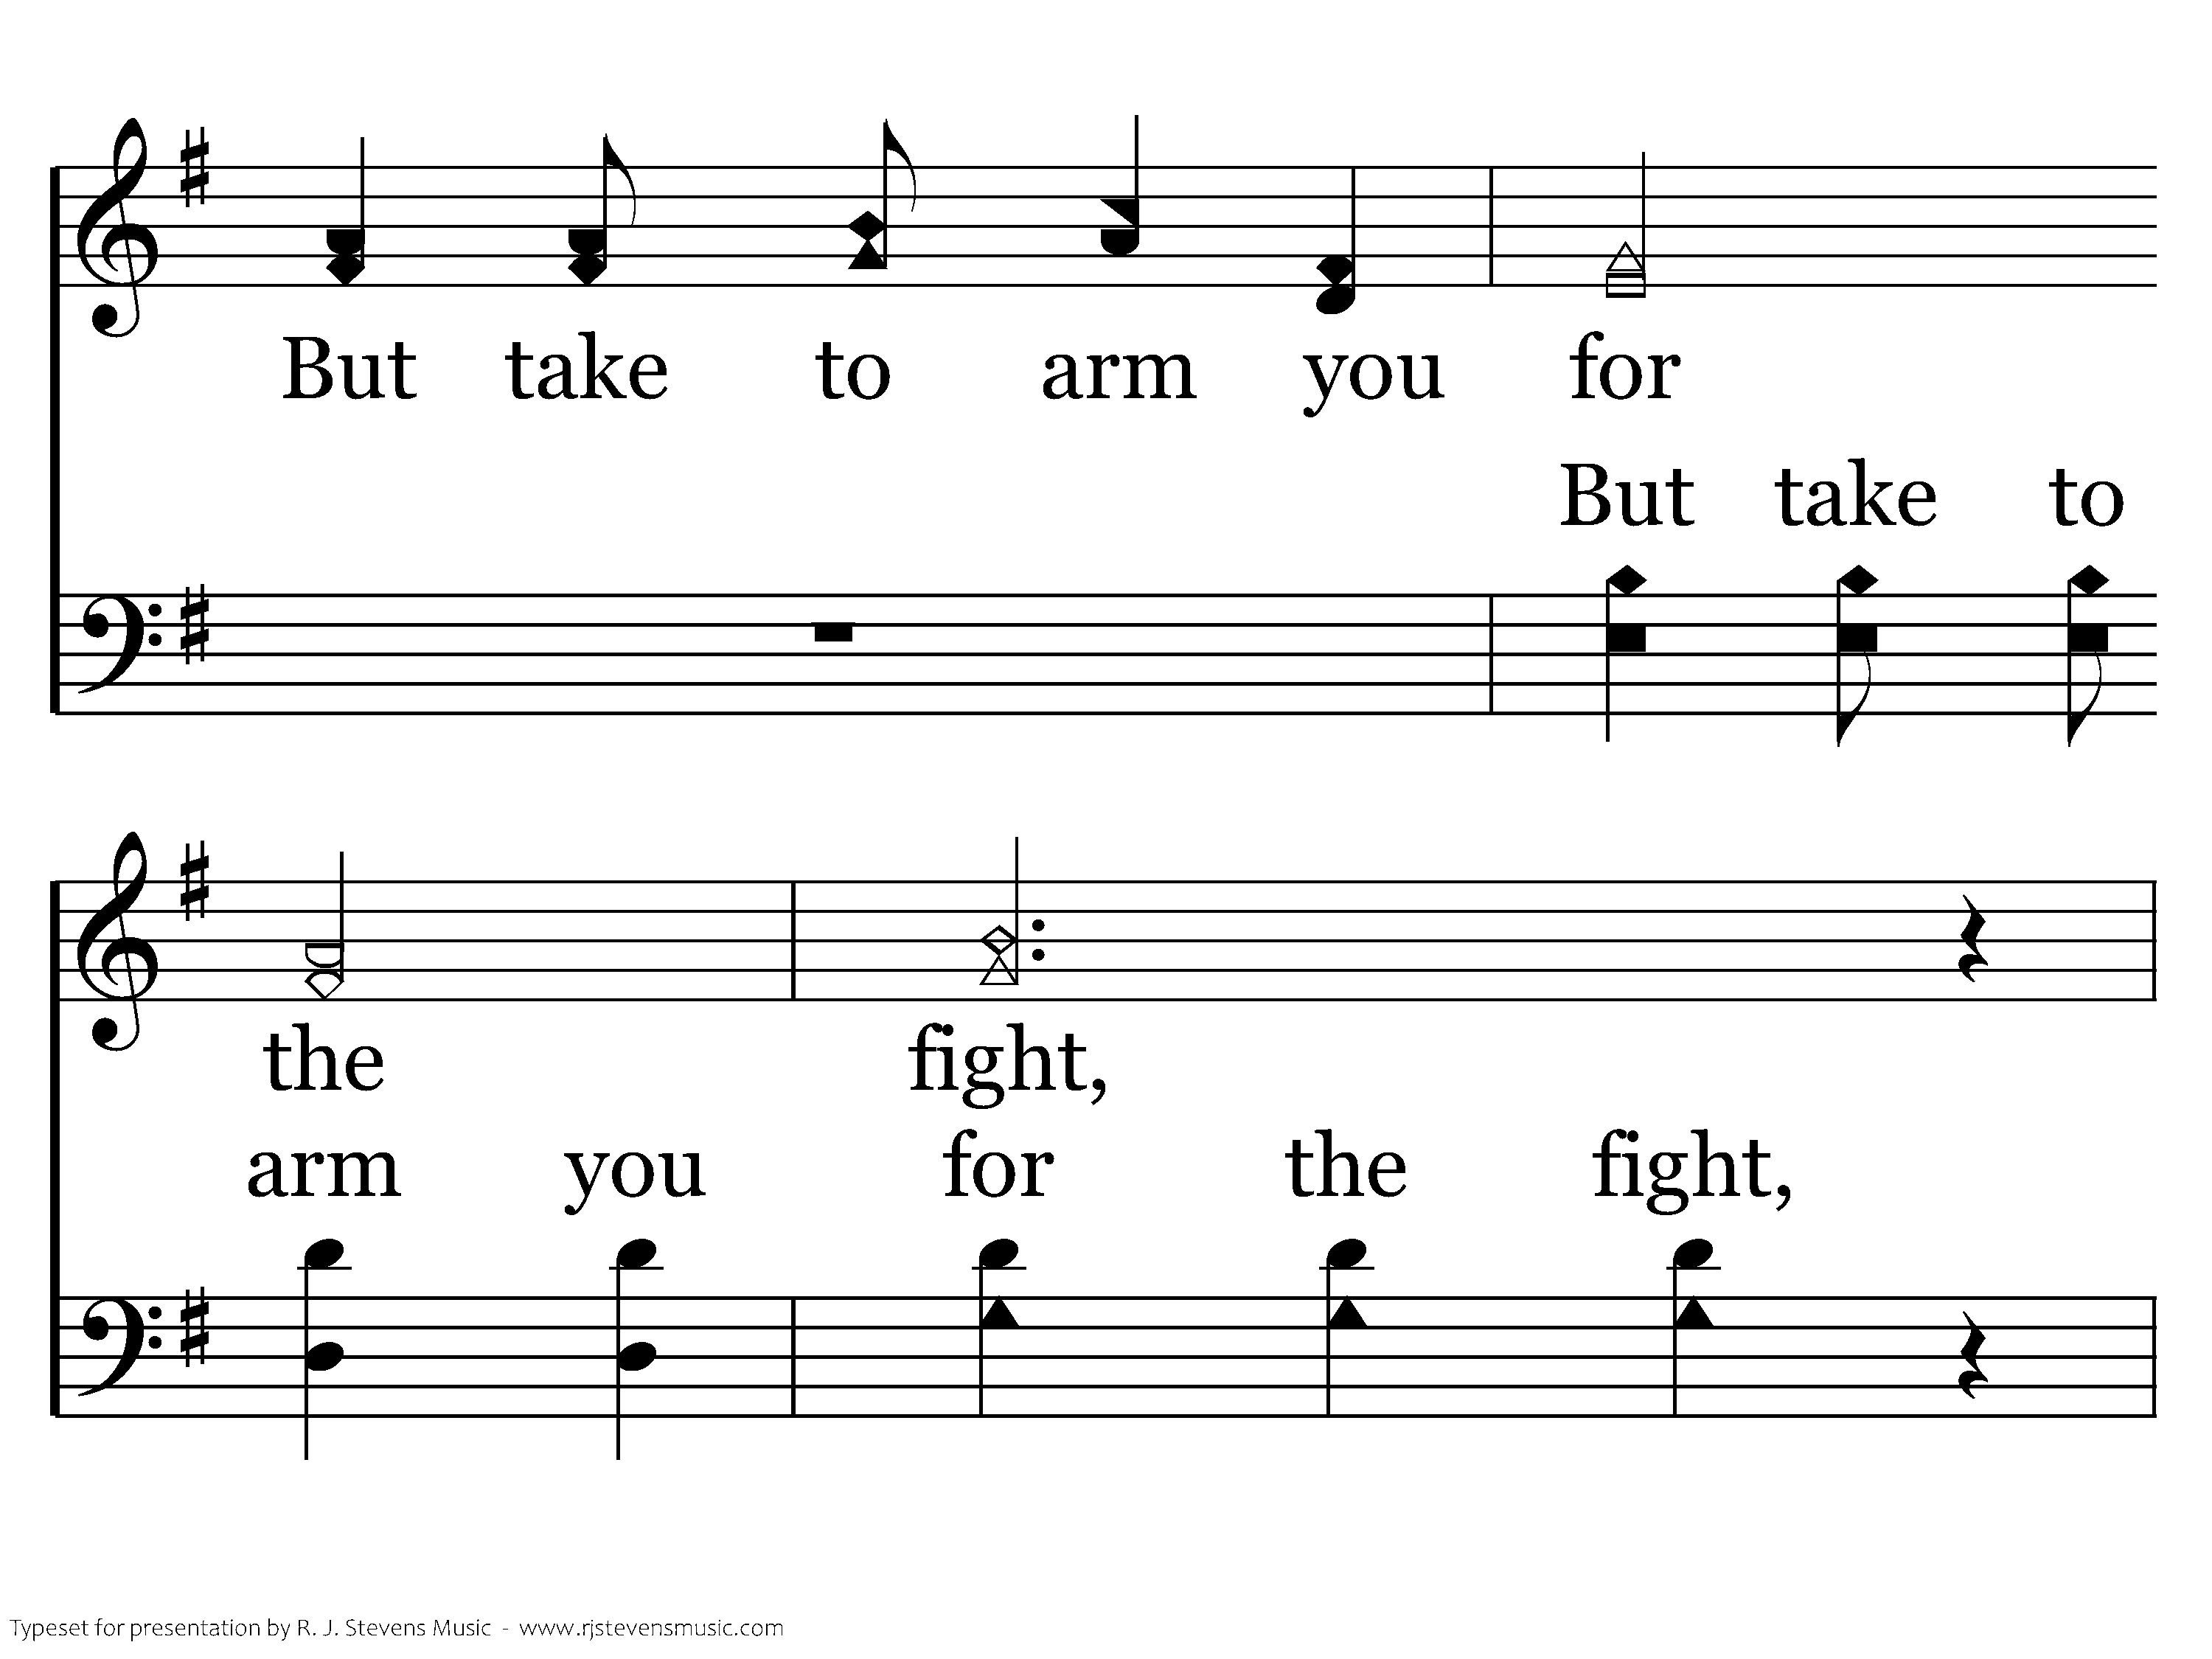 But take to arm you for
But take to
the fight,
arm you for the fight,
Typeset for presentation by R. J. Stevens Music - www.rjstevensmusic.com